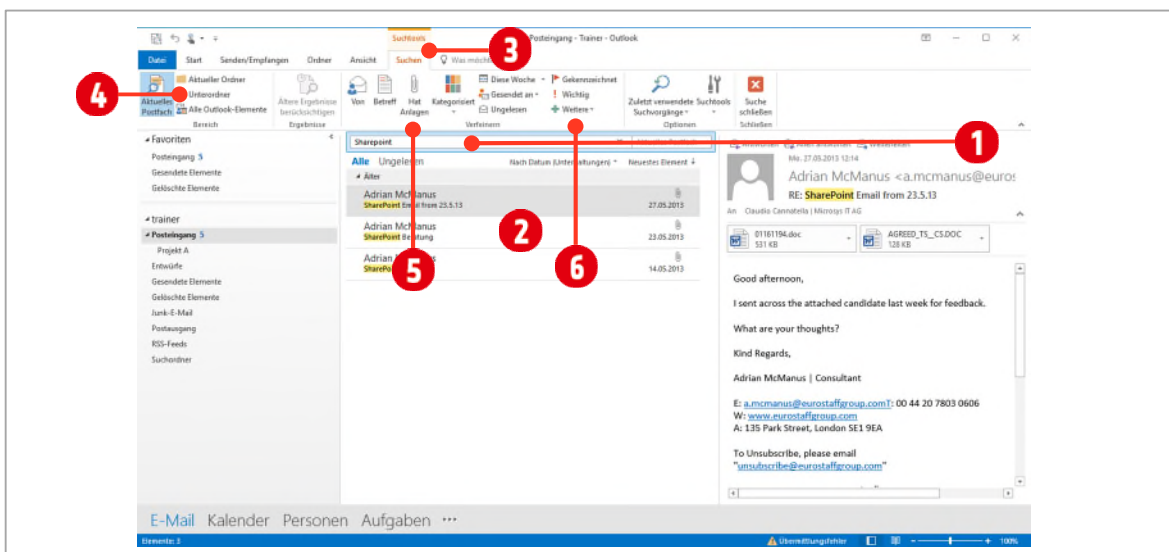 Suchtools
Posteingang - Trainer - Outlook
3
Datei Start Senden/Empfangen Ordner Ansicht Suchen Was möcht
4
Aktuelles Postfach
Aktueller Ordner
Unterordner
Alle Outlook-Elemente
Bereich
Ältere Ergebnisse berücksichtigen
Ergebnisse
Von Betreff Hat Anlagen Kategorisiert
Diese Woche
Gesendet an
Ungelesen
Gekennzeichnet
Wichtig
Weitere
Verfeinern
Zuletzt verwendete Suchvorgänge
Suchtools
Optionen
Suche schließen
Schließen
Favoriten
Posteingang 5
Gesendete Elemente
Gelöschte Elemente
trainer
Posteingang 5
Projekt A
Entwürfe
Gesendete Elemente
Gelöschte Elemente
Junk-E-Mail
Postausgang
RSS-Feeds
Suchordner
Sharepoint
1
Alle Ungelesen Nach Datum (Unterhaltungen) Neuestes Element ↓
Älter
Adrian McManus
SharePoint Email from 23.5.13 27.05.2013
Adrian McManus
SharePoint Beratung 23.05.2013
2
Adrian
SharePo 14.05.2013
5
6
Mo. 27.05.2013 12:14
Adrian McManus <a.mcmanus@euros
RE: SharePoint Email from 23.5.13
An Claudio Cannatella | Microsys IT AG
01161194.doc
531 KB
AGREED_TS_CS.DOC
128 KB
Good afternoon,
I sent across the attached candidate last week for feedback.
What are your thoughts?
Kind Regards,
Adrian McManus | Consultant
E: a.mcmanus@eurostaffgroup.comT: 00 44 20 7803 0606
W: www.eurostaffgroup.com
A: 135 Park Street, London SE1 9EA
To Unsubscribe, please email
"unsubscribe@eurostaffgroup.com"
E-Mail Kalender Personen Aufgaben ···
Elemente: 3
Übermittlungsfehler
100%